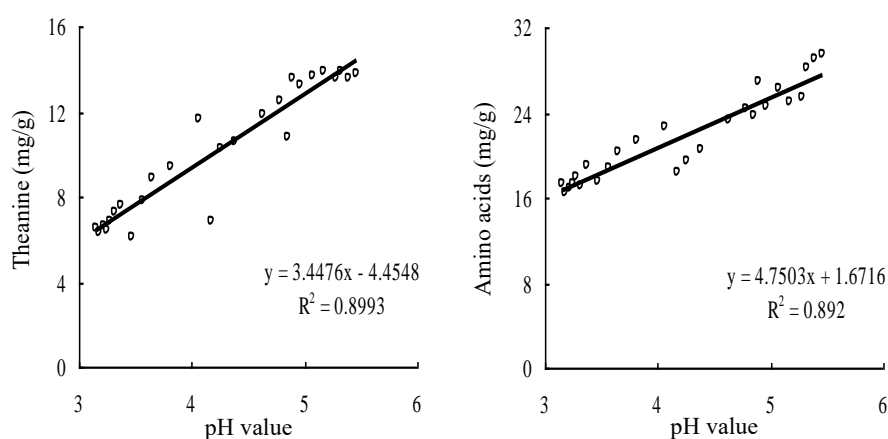 16
12
8
4
0
Theanine (mg/g)
y = 3.4476x - 4.4548
R² = 0.8993
3 4 5 6
pH value
32
24
16
8
0
Amino acids (mg/g)
y = 4.7503x + 1.6716
R² = 0.892
3 4 5 6
pH value